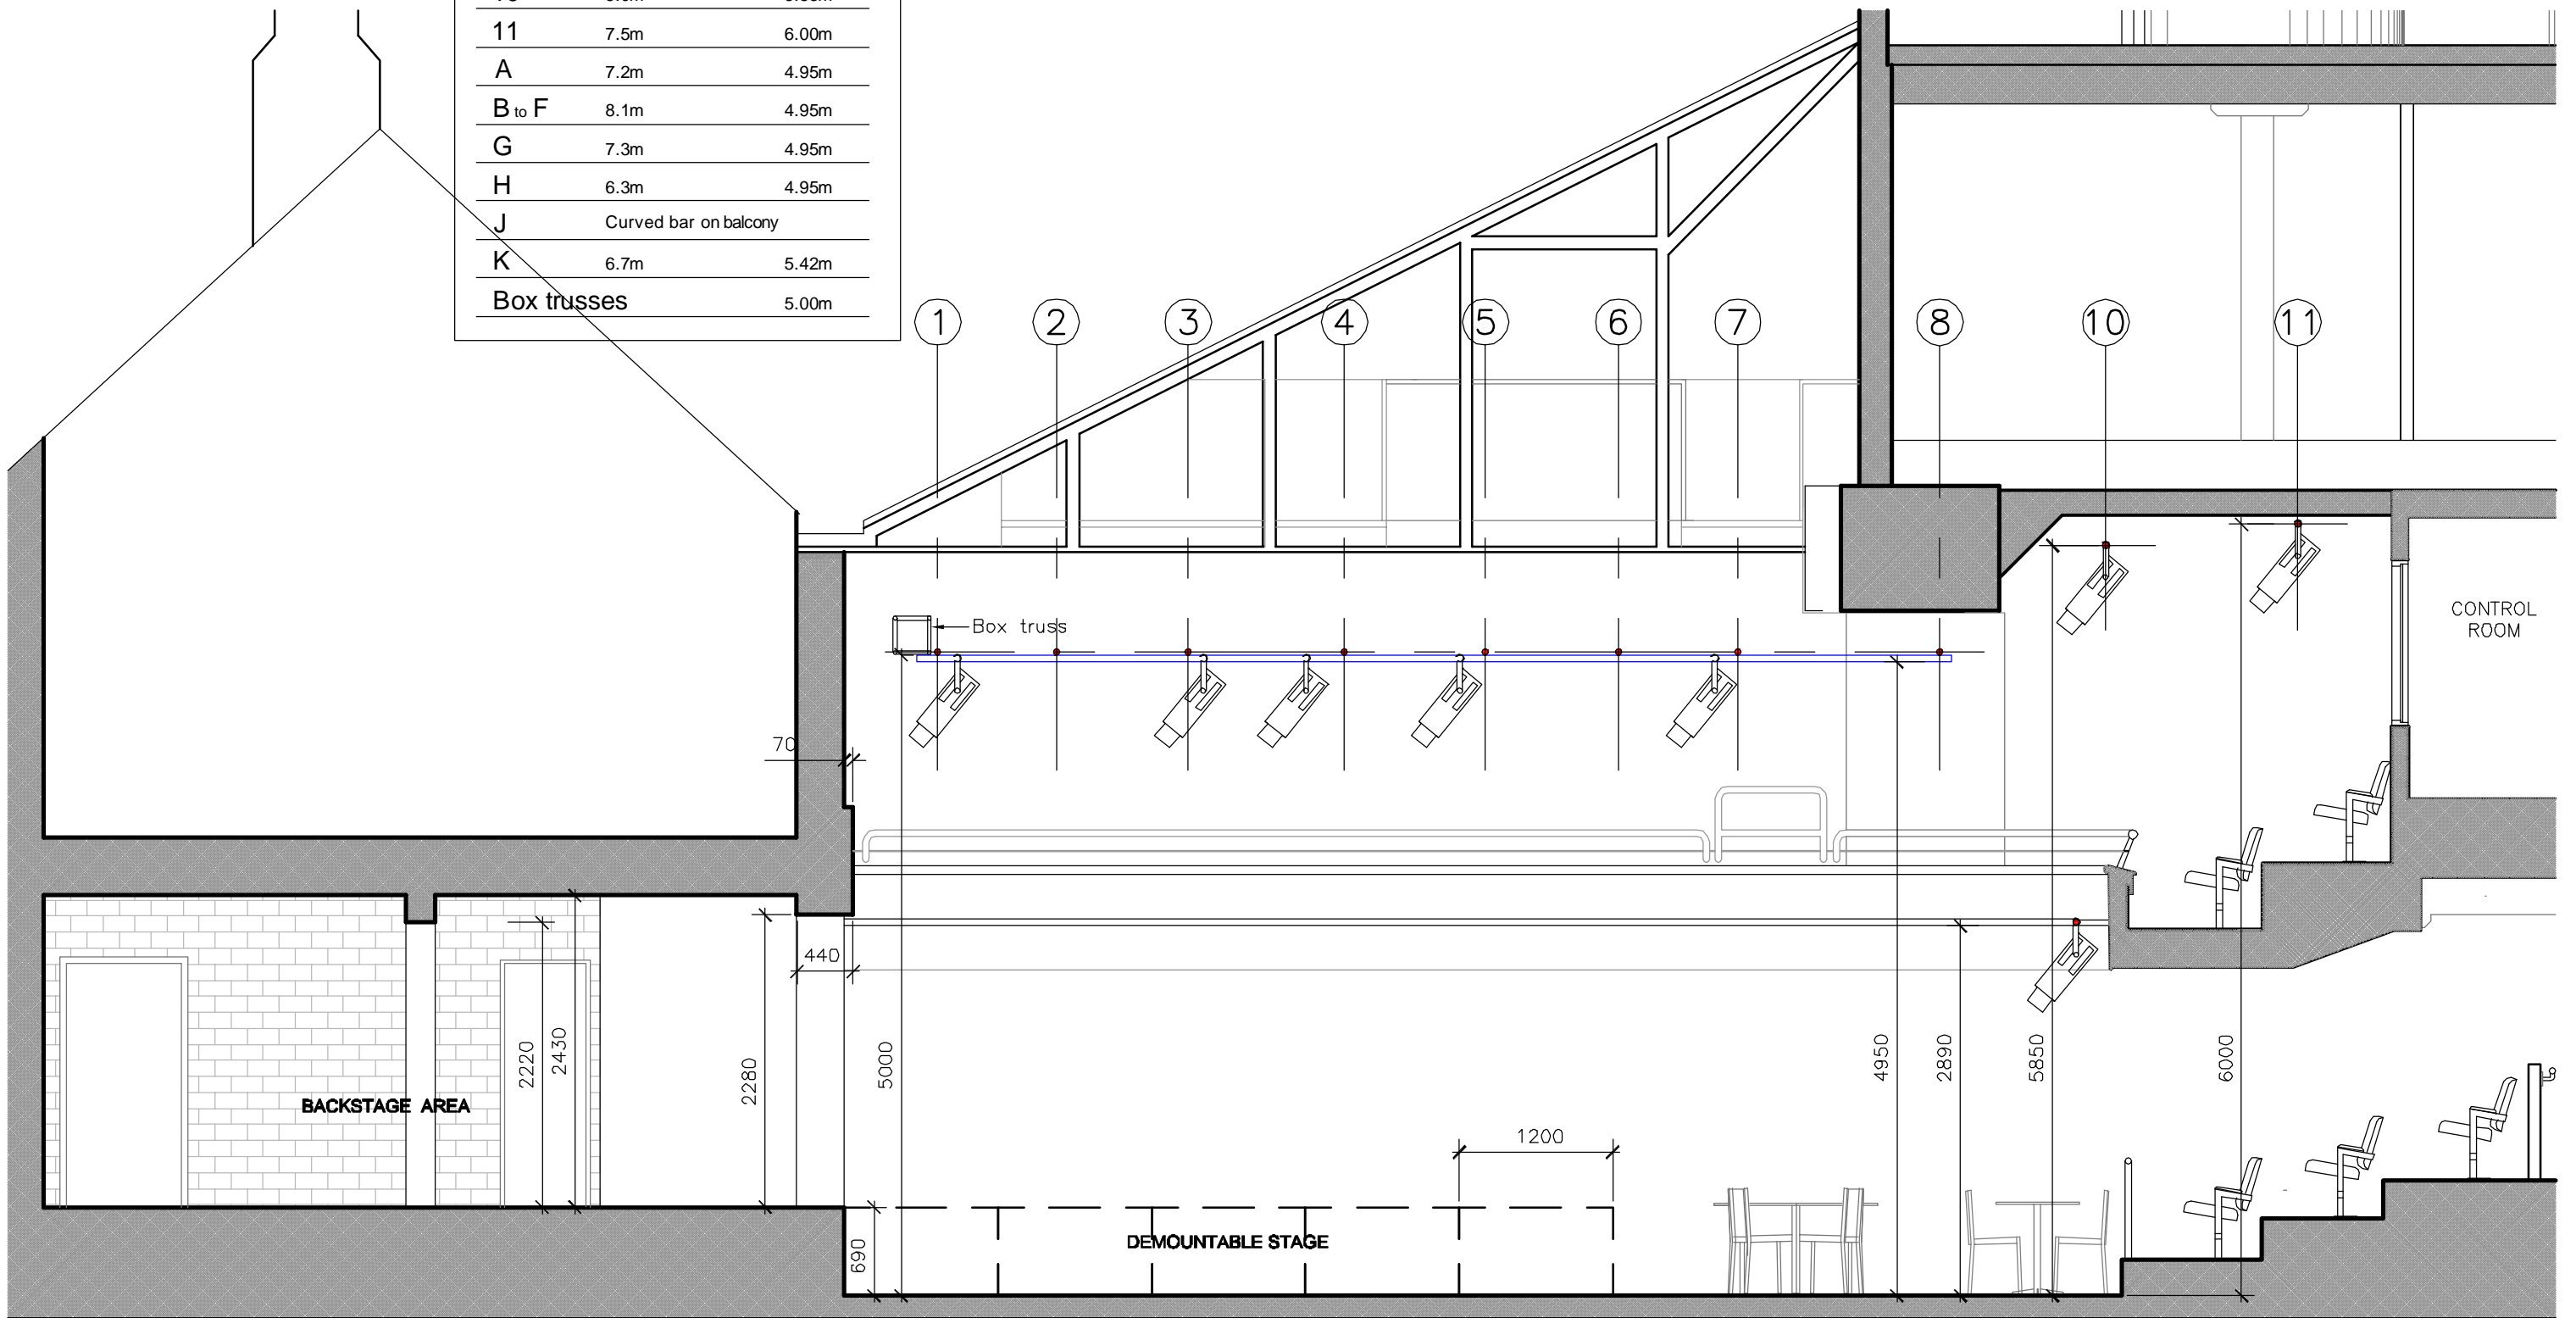 11 7.5m 6.00m
A 7.2m 4.95m
B to F 8.1m 4.95m
G 7.3m 4.95m
H 6.3m 4.95m
J Curved bar on balcony
K 6.7m 5.42m
Box trusses 5.00m
1 2 3 4 5 6 7 8 10 11
Box truss
CONTROL
ROOM
70
440
2220
2430
2280
5000
4950
2890
5850
6000
BACKSTAGE AREA
1200
690
DEMOUNTABLE STAGE